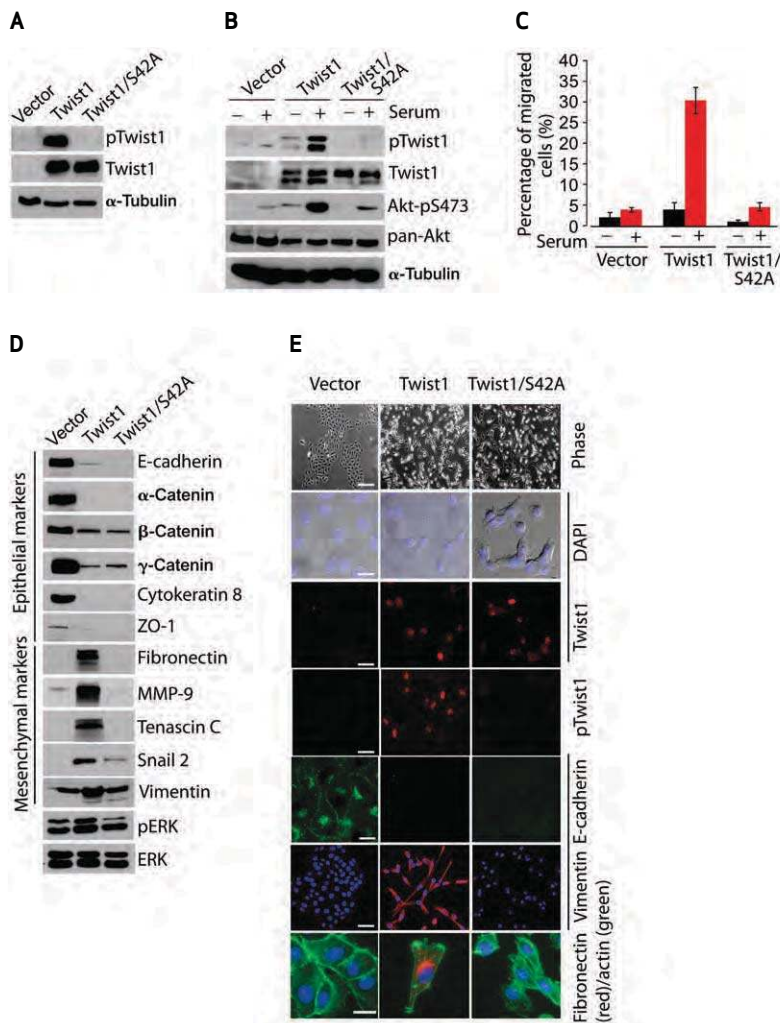 A
Vector
Twist1
Twist1/S42A
pTwist1
Twist1
α-Tubulin
B
Vector
Twist1
Twist1/
S42A
− + − + − + Serum
pTwist1
Twist1
Akt-pS473
pan-Akt
α-Tubulin
C
Percentage of migrated
cells (%)
40
35
30
25
20
15
10
5
0
Serum − + − + − +
Vector
Twist1
Twist1/
S42A
D
Vector
Twist1
Twist1/S42A
Epithelial markers
E-cadherin
α-Catenin
β-Catenin
γ-Catenin
Cytokeratin 8
ZO-1
Mesenchymal markers
Fibronectin
MMP-9
Tenascin C
Snail 2
Vimentin
pERK
ERK
E
Vector Twist1 Twist1/S42A
Phase
DAPI
Twist1
pTwist1
E-cadherin
Vimentin
Fibronectin
(red)/actin (green)